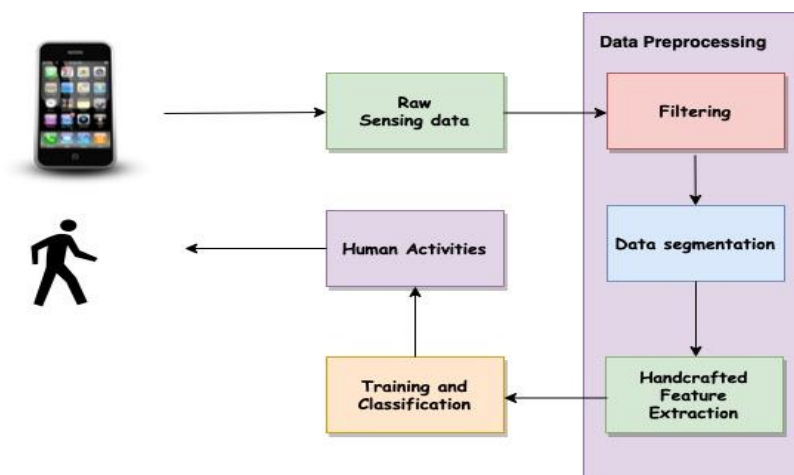 Data Preprocessing
Raw
Sensing data
Filtering
Human Activities
Data segmentation
Training and
Classification
Handcrafted
Feature
Extraction